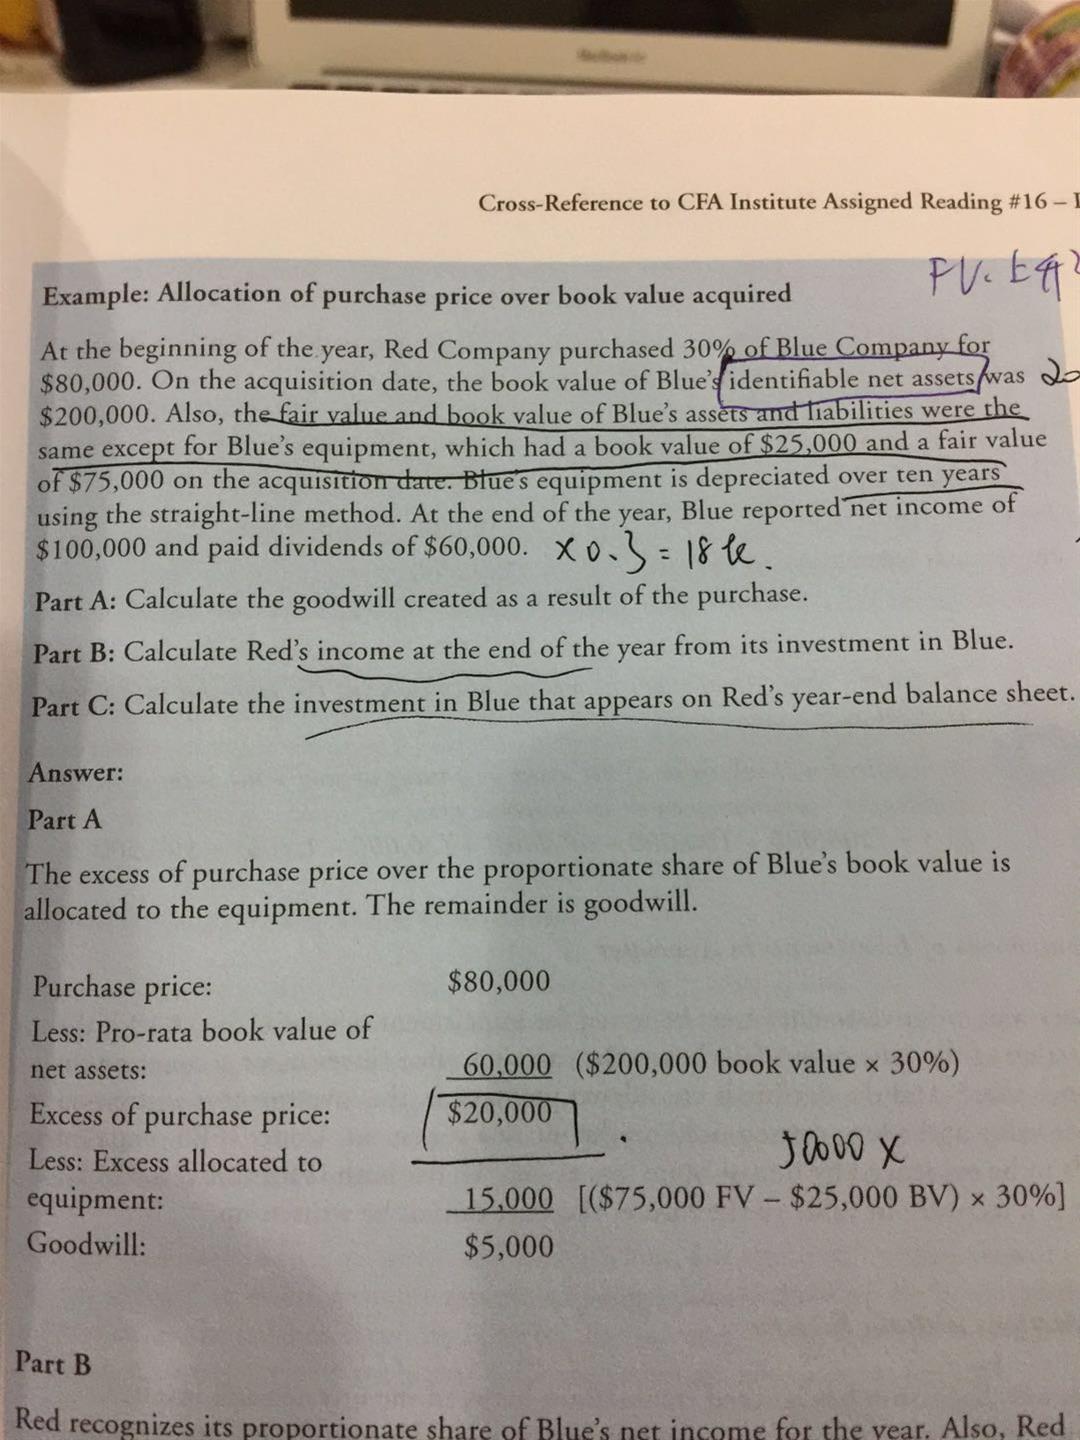 Cross-Reference to CFA Institute Assigned Reading #16 –
FV.
Example: Allocation of purchase price over book value acquired
At the beginning of the year, Red Company purchased 30% of Blue Company for
$80,000. On the acquisition date, the book value of Blue's identifiable net assets was 20
$200,000. Also, the fair value and book value of Blue's assets and liabilities were the
same except for Blue's equipment, which had a book value of $25,000 and a fair value
of $75,000 on the acquisition date. Blue's equipment is depreciated over ten years
using the straight-line method. At the end of the year, Blue reported net income of
$100,000 and paid dividends of $60,000. × 0.3 = 18k.
Part A: Calculate the goodwill created as a result of the purchase.
Part B: Calculate Red's income at the end of the year from its investment in Blue.
Part C: Calculate the investment in Blue that appears on Red's year-end balance sheet.
Answer:
Part A
The excess of purchase price over the proportionate share of Blue's book value is
allocated to the equipment. The remainder is goodwill.
Purchase price: $80,000
Less: Pro-rata book value of
net assets: 60,000 ($200,000 book value × 30%)
Excess of purchase price: $20,000
50000 ×
Less: Excess allocated to
equipment: 15,000 [($75,000 FV – $25,000 BV) × 30%]
Goodwill: $5,000
Part B
Red recognizes its proportionate share of Blue's net income for the year. Also, Red